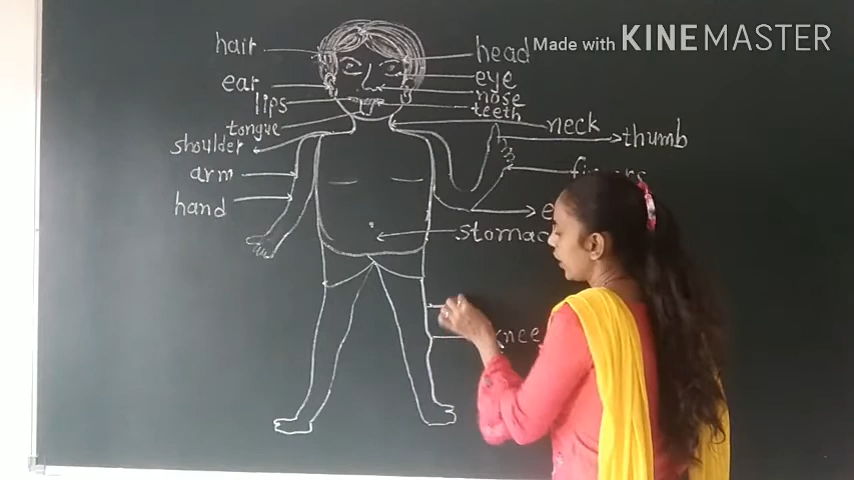 Made with KINEMASTER
hair
head
eye
ear
nose
lips
teeth
tongue
neck
thumb
shoulder
arm
hand
stomac
knee